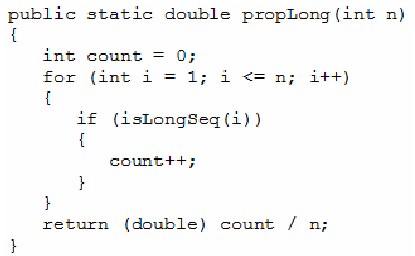 public static double propLong(int n)
{
    int count = 0;
    for (int i = 1; i <= n; i++)
    {
        if (isLongSeq(i))
        {
            count++;
        }
    }
    return (double) count / n;
}